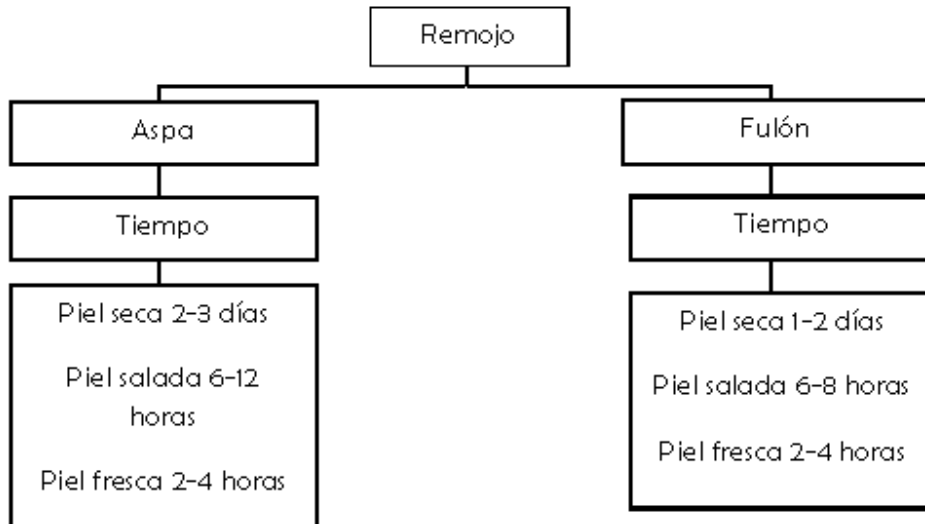 Remojo
Aspa
Fulón
Tiempo
Tiempo
Piel seca 2-3 días
Piel salada 6-12
horas
Piel fresca 2-4 horas
Piel seca 1-2 días
Piel salada 6-8 horas
Piel fresca 2-4 horas